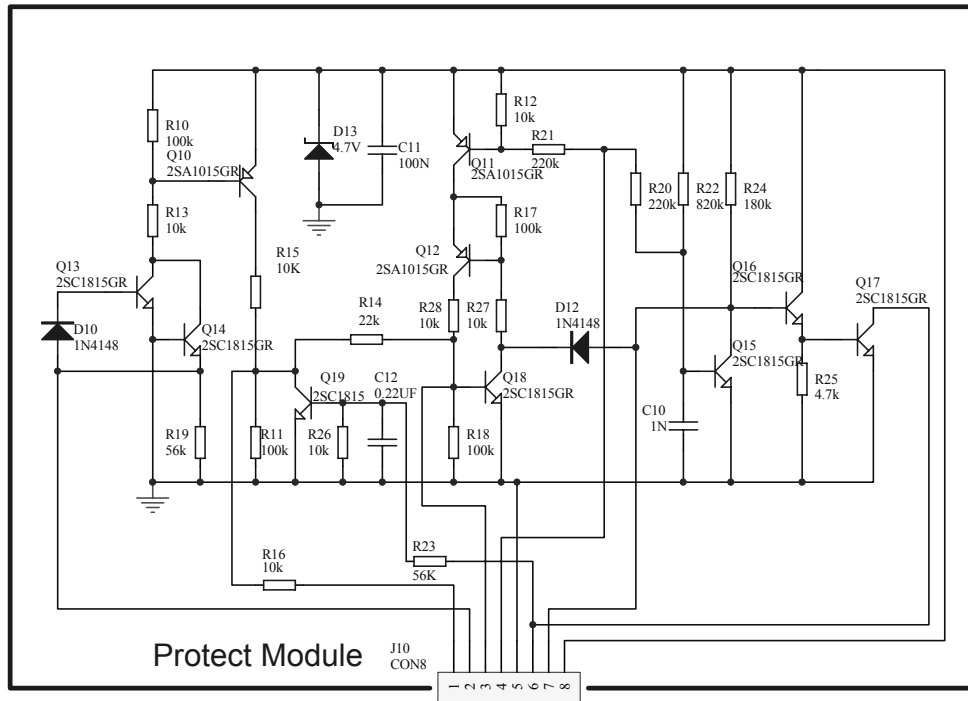 R12
10k
R10
100k
D13
4.7V
C11
100N
R21
220k
Q10
2SA1015GR
Q11
2SA1015GR
R20
220k
R22
820k
R24
180k
R13
10k
R17
100k
Q12
2SA1015GR
R15
10K
Q13
2SC1815GR
Q16
2SC1815GR
Q17
2SC1815GR
R14
22k
R28
10k
R27
10k
D12
1N4148
D10
1N4148
Q14
2SC1815GR
Q15
2SC1815GR
Q19
2SC1815
C12
0.22UF
Q18
2SC1815GR
R25
4.7k
C10
1N
R19
56k
R11
100k
R26
10k
R18
100k
R23
56K
R16
10k
Protect Module
J10
CON8
1
2
3
4
5
6
7
8